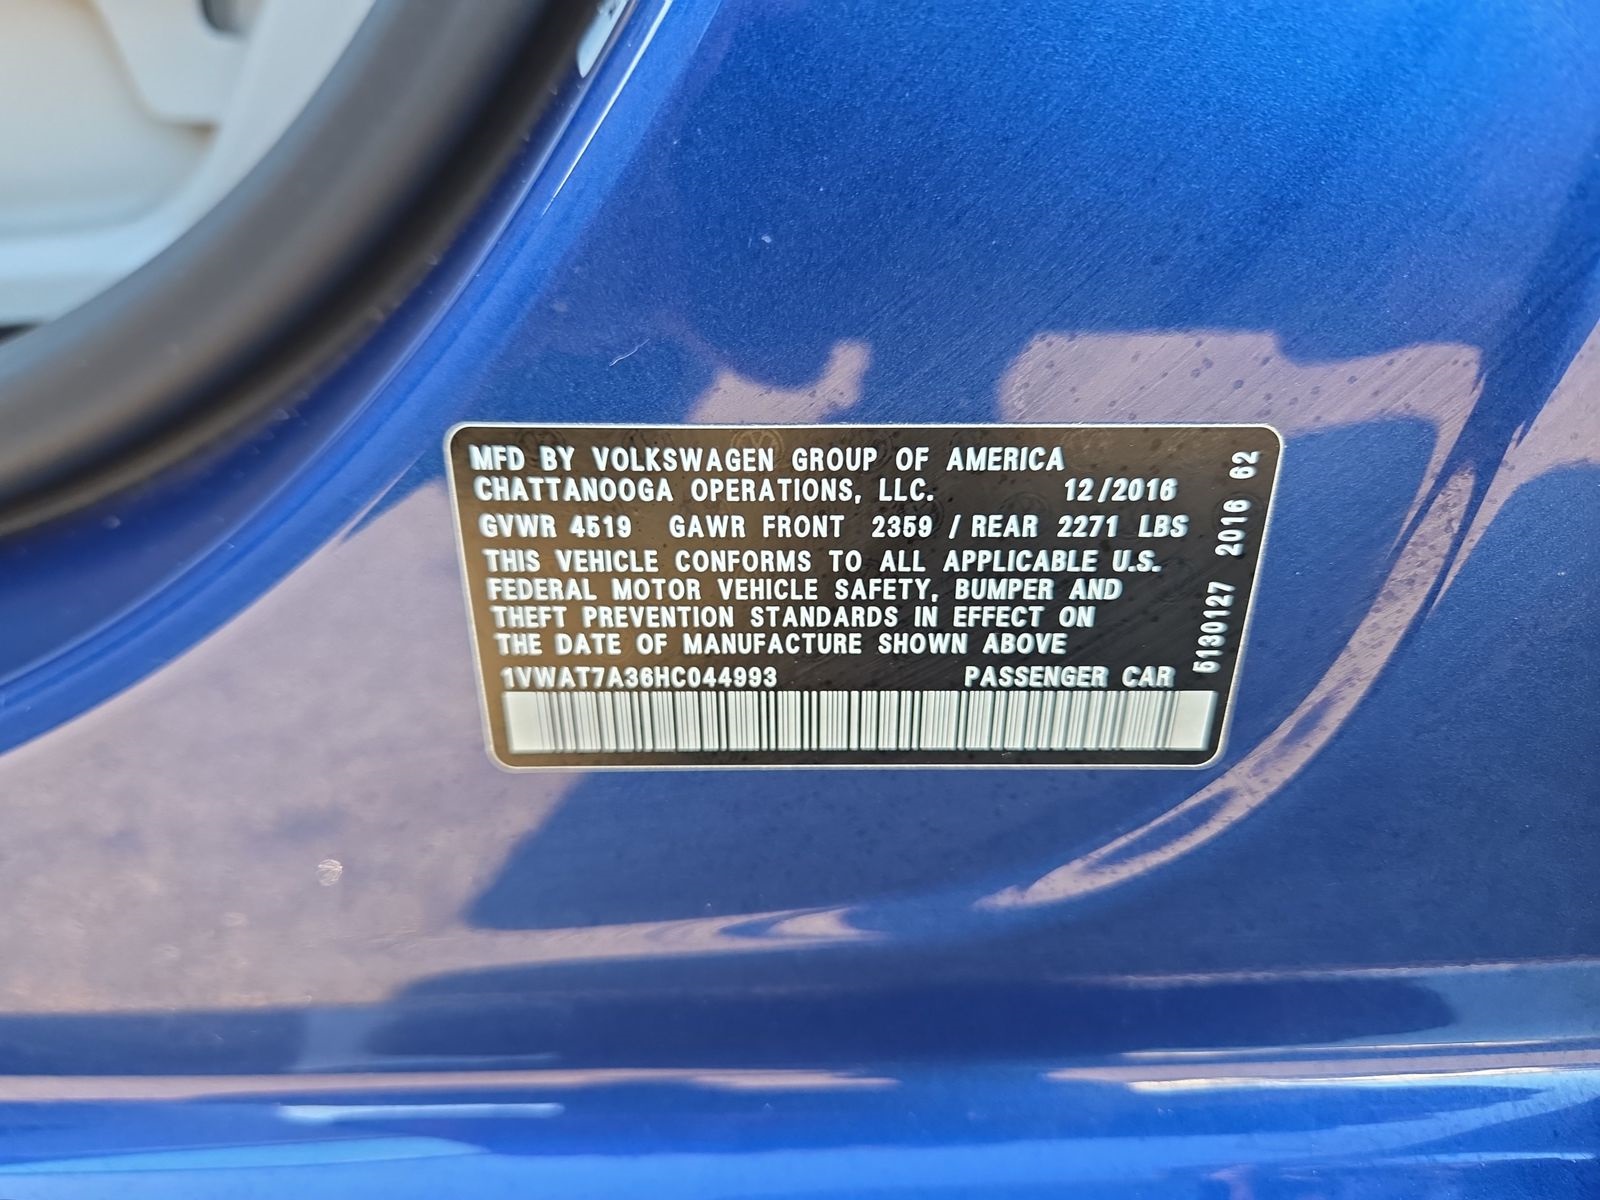 MFD BY VOLKSWAGEN GROUP OF AMERICA
CHATTANOOGA OPERATIONS, LLC. 12/2016
GVWR 4519 GAWR FRONT 2359 / REAR 2271 LBS
THIS VEHICLE CONFORMS TO ALL APPLICABLE U.S.
FEDERAL MOTOR VEHICLE SAFETY, BUMPER AND
THEFT PREVENTION STANDARDS IN EFFECT ON
THE DATE OF MANUFACTURE SHOWN ABOVE
1VWAT7A36HC044993 PASSENGER CAR
5130127 2016 62